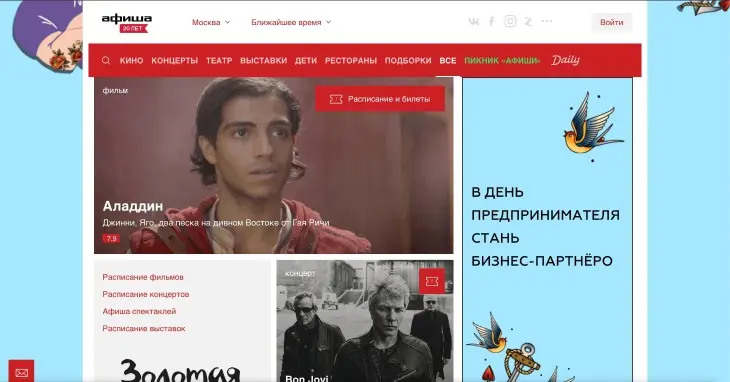 афиша
20 ЛЕТ
Москва
Ближайшее время
Войти
КИНО КОНЦЕРТЫ ТЕАТР ВЫСТАВКИ ДЕТИ РЕСТОРАНЫ ПОДБОРКИ ВСЕ ПИКНИК «АФИШИ» Daily
фильм
Расписание и билеты
Аладдин
Джинни, Яго, два песка на дивном Востоке от Гая Ричи
7.9
В ДЕНЬ
ПРЕДПРИНИМАТЕЛЯ
СТАНЬ
БИЗНЕС-ПАРТНЁРО
Расписание фильмов
Расписание концертов
Афиша спектаклей
Расписание выставок
Золотая
концерт
Bon Jovi